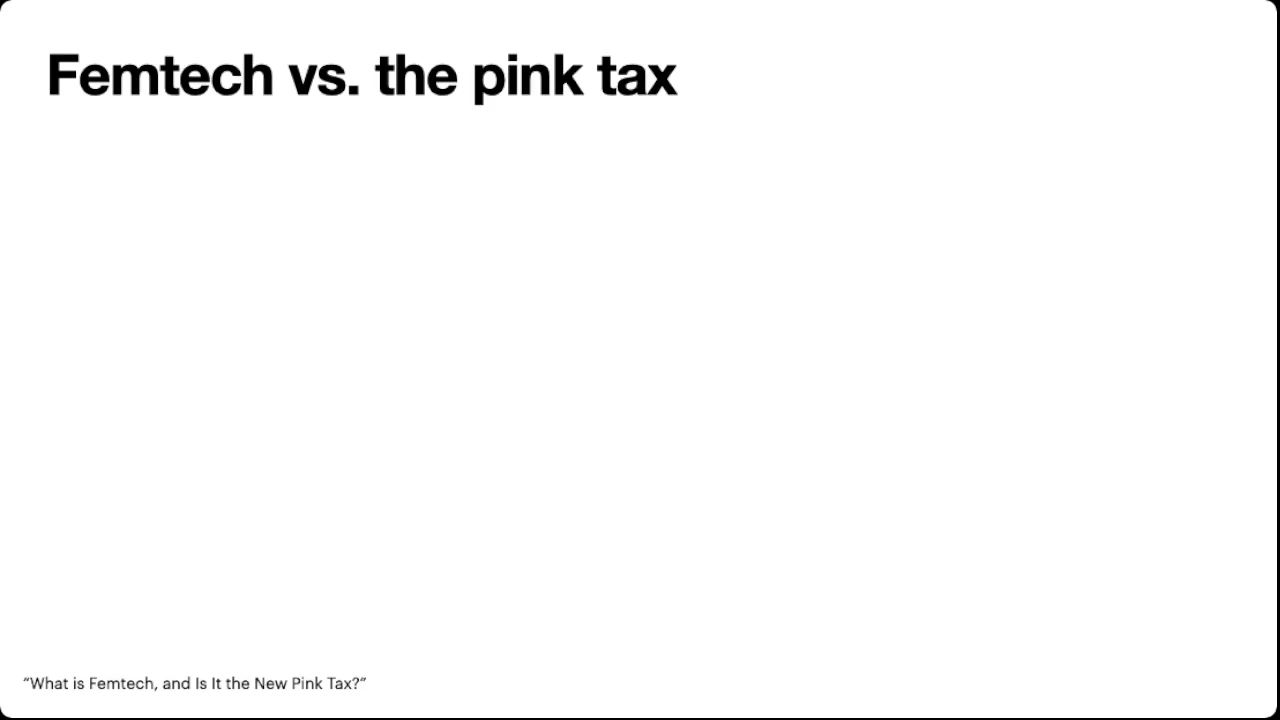 Femtech vs. the pink tax
“What is Femtech, and Is It the New Pink Tax?”